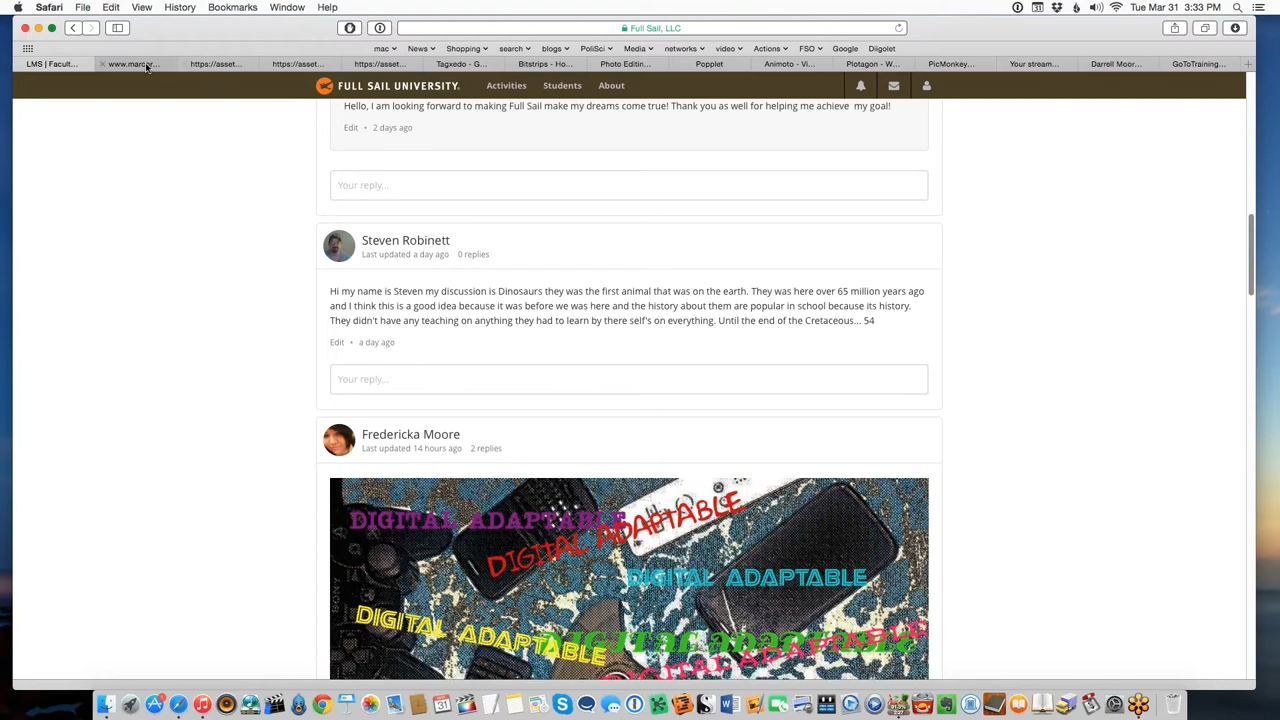 Safari File Edit View History Bookmarks Window Help Tue Mar 31 3:33 PM
Full Sail, LLC
mac News Shopping search blogs PoliSci Media networks video Actions FSO Google Diigolet
LMS | Facult... www.marcpr... https://asset... https://asset... https://asset... Tagxedo - G... Bitstrips - Ho... Photo Editin... Popplet Animoto - Vi... Plotagon - W... PicMonkey... Your stream... Darrell Moor... GoToTraining...
FULL SAIL UNIVERSITY. Activities Students About
Hello, I am looking forward to making Full Sail make my dreams come true! Thank you as well for helping me achieve my goal!
Edit • 2 days ago
Your reply...
Steven Robinett
Last updated a day ago 0 replies
Hi my name is Steven my discussion is Dinosaurs they was the first animal that was on the earth. They was here over 65 million years ago
and I think this is a good idea because it was before we was here and the history about them are popular in school because its history.
They didn't have any teaching on anything they had to learn by there self's on everything. Until the end of the Cretaceous... 54
Edit • a day ago
Your reply...
Fredericka Moore
Last updated 14 hours ago 2 replies
DIGITAL ADAPTABLE
DIGITAL ADAPTABLE
DIGITAL ADAPTABLE
DIGITAL ADAPTABLE
DIGITAL ADAPTABLE
DIGITAL ADAPTABLE